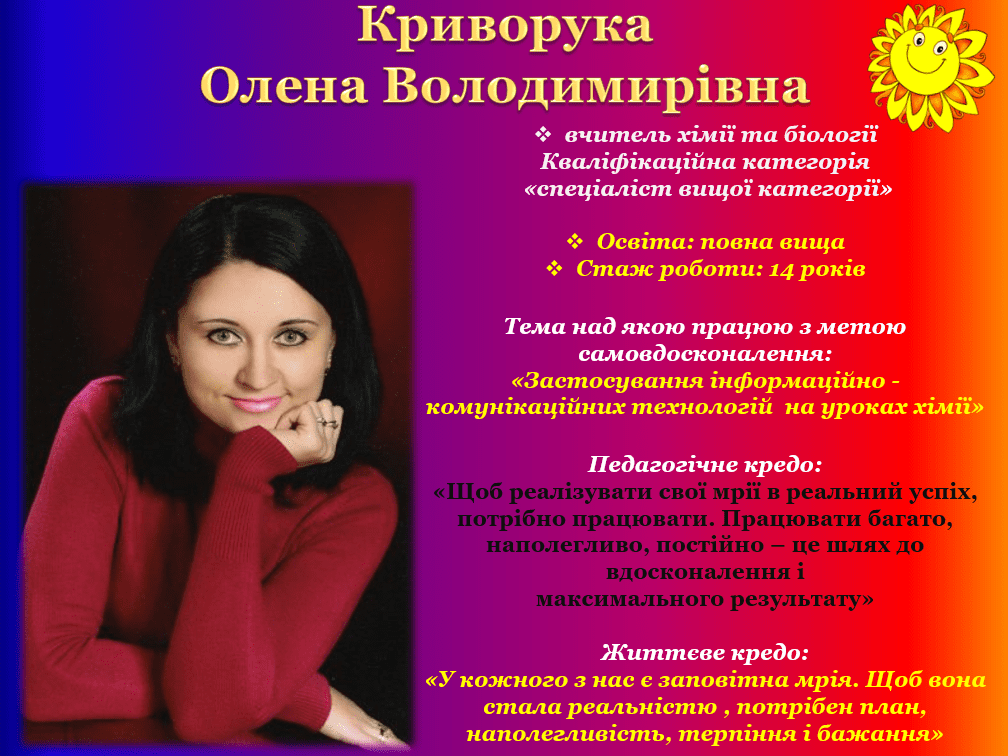 Криворука
Олена Володимирівна
❖ вчитель хімії та біології
Кваліфікаційна категорія
«спеціаліст вищої категорії»
❖ Освіта: повна вища
❖ Стаж роботи: 14 років
Тема над якою працюю з метою
самовдосконалення:
«Застосування інформаційно -
комунікаційних технологій на уроках хімії»
Педагогічне кредо:
«Щоб реалізувати свої мрії в реальний успіх,
потрібно працювати. Працювати багато,
наполегливо, постійно – це шлях до
вдосконалення і
максимального результату»
Життєве кредо:
«У кожного з нас є заповітна мрія. Щоб вона
стала реальністю , потрібен план,
наполегливість, терпіння і бажання»